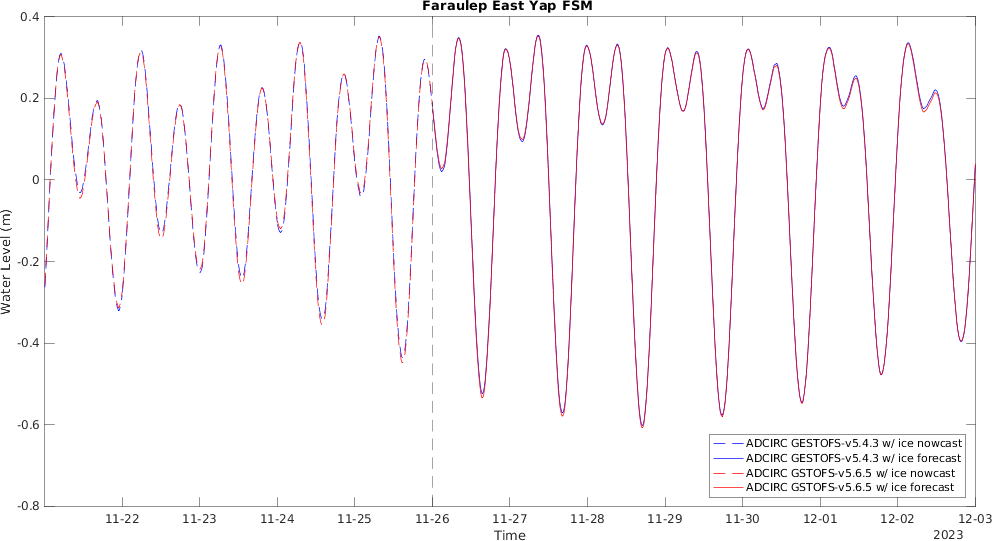 Faraulep East Yap FSM
0.4
0.2
0
-0.2
-0.4
-0.6
-0.8
Water Level (m)
ADCIRC GESTOFS-v5.4.3 w/ ice nowcast
ADCIRC GESTOFS-v5.4.3 w/ ice forecast
ADCIRC GSTOFS-v5.6.5 w/ ice nowcast
ADCIRC GSTOFS-v5.6.5 w/ ice forecast
11-22 11-23 11-24 11-25 11-26 11-27 11-28 11-29 11-30 12-01 12-02 12-03
Time
2023